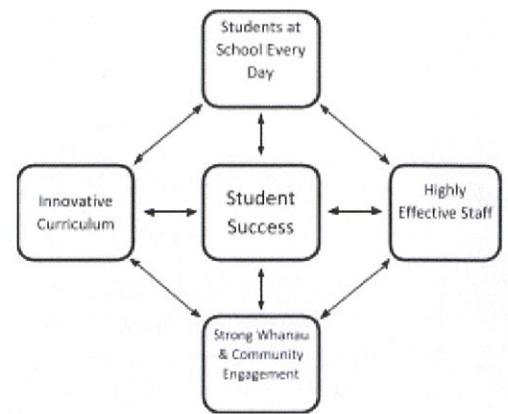 Students at
School Every
Day
Innovative
Curriculum
Student
Success
Highly
Effective Staff
Strong Whanau
& Community
Engagement